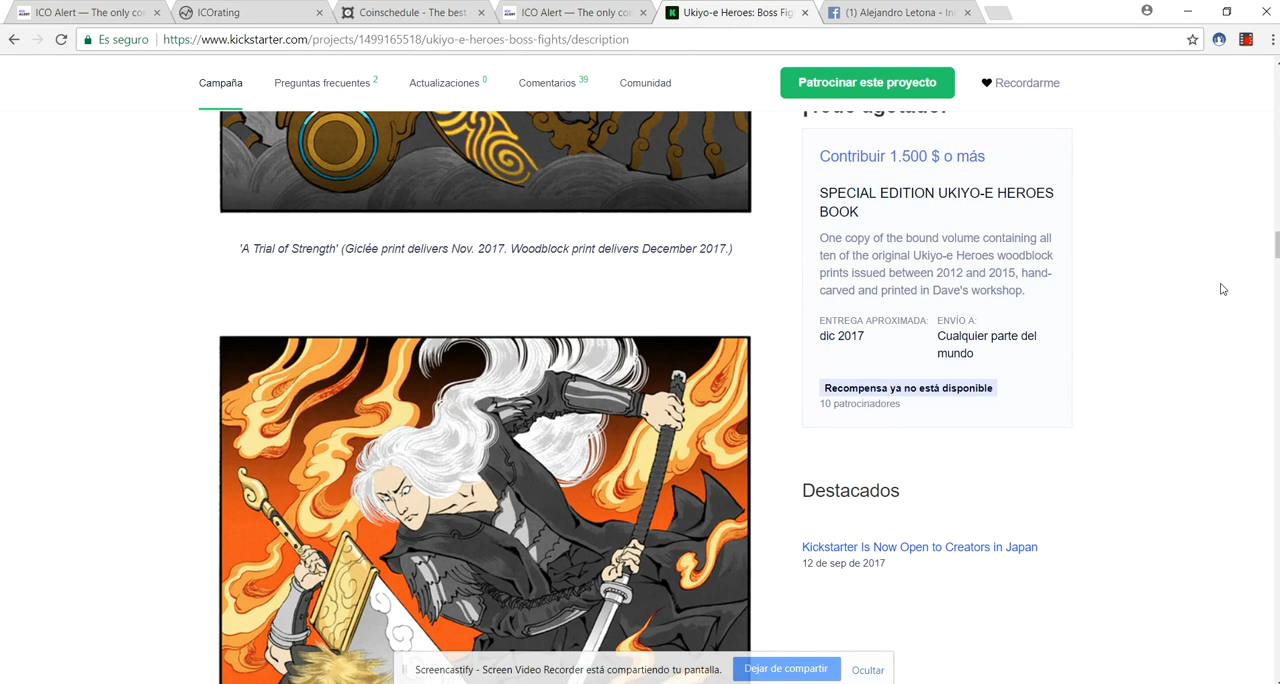 ICO Alert — The only co
ICOrating
Coinschedule - The best
ICO Alert — The only co
Ukiyo-e Heroes: Boss Fig
(1) Alejandro Letona - In
Es seguro
https://www.kickstarter.com/projects/1499165518/ukiyo-e-heroes-boss-fights/description
Campaña
Preguntas frecuentes 2
Actualizaciones 0
Comentarios 39
Comunidad
Patrocinar este proyecto
Recordarme
'A Trial of Strength' (Giclée print delivers Nov. 2017. Woodblock print delivers December 2017.)
Contribuir 1.500 $ o más
SPECIAL EDITION UKIYO-E HEROES
BOOK
One copy of the bound volume containing all
ten of the original Ukiyo-e Heroes woodblock
prints issued between 2012 and 2015, hand-
carved and printed in Dave's workshop.
ENTREGA APROXIMADA:
dic 2017
ENVÍO A:
Cualquier parte del
mundo
Recompensa ya no está disponible
10 patrocinadores
Destacados
Kickstarter Is Now Open to Creators in Japan
12 de sep de 2017
Screencastify - Screen Video Recorder está compartiendo tu pantalla.
Dejar de compartir
Ocultar